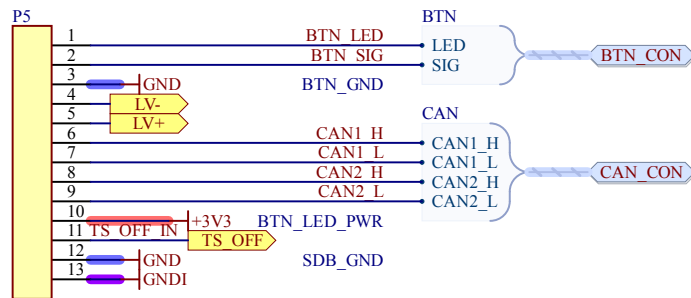 P5 BTN
1 BTN_LED LED
2 BTN_SIG SIG BTN_CON
3 GND BTN_GND
4 LV-
5 LV+ CAN
6 CAN1_H CAN1_H
7 CAN1_L CAN1_L
8 CAN2_H CAN2_H CAN_CON
9 CAN2_L CAN2_L
10 +3V3 BTN_LED_PWR
11 TS_OFF_IN TS_OFF
12 GND SDB_GND
13 GNDI